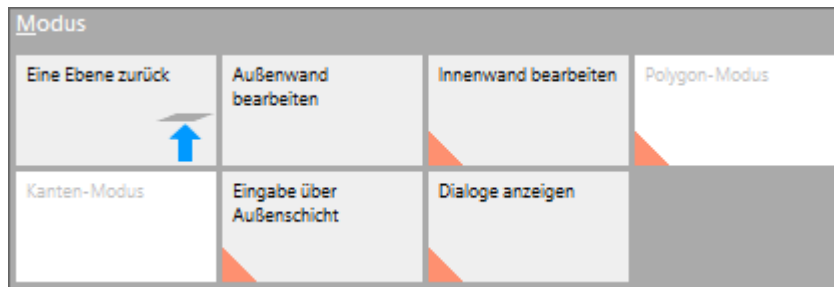 Modus
Eine Ebene zurück
Außenwand
bearbeiten
Innenwand bearbeiten
Polygon-Modus
Kanten-Modus
Eingabe über
Außenschicht
Dialoge anzeigen